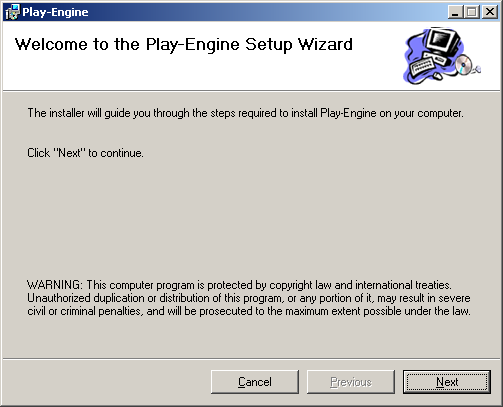 Play-Engine
Welcome to the Play-Engine Setup Wizard
The installer will guide you through the steps required to install Play-Engine on your computer.
Click "Next" to continue.
WARNING: This computer program is protected by copyright law and international treaties.
Unauthorized duplication or distribution of this program, or any portion of it, may result in severe
civil or criminal penalties, and will be prosecuted to the maximum extent possible under the law.
Cancel Previous Next